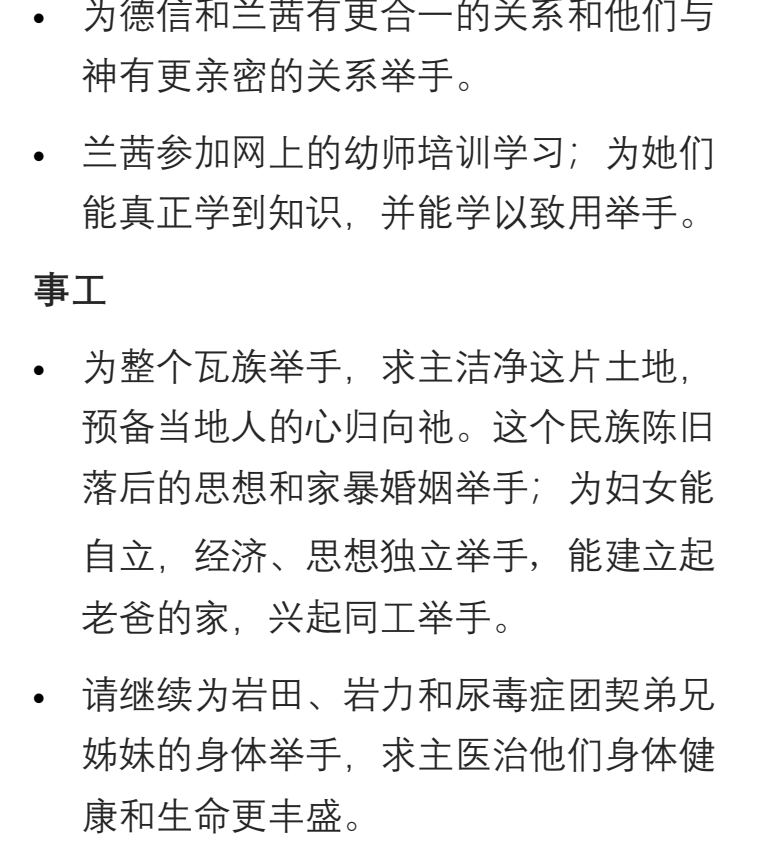 • 为德信和兰茜有更合一的关系和他们与
神有更亲密的关系举手。
• 兰茜参加网上的幼师培训学习；为她们
能真正学到知识，并能学以致用举手。
事工
• 为整个瓦族举手，求主洁净这片土地，
预备当地人的心归向祂。这个民族陈旧
落后的思想和家暴婚姻举手；为妇女能
自立，经济、思想独立举手，能建立起
老爸的家，兴起同工举手。
• 请继续为岩田、岩力和尿毒症团契弟兄
姊妹的身体举手，求主医治他们身体健
康和生命更丰盛。